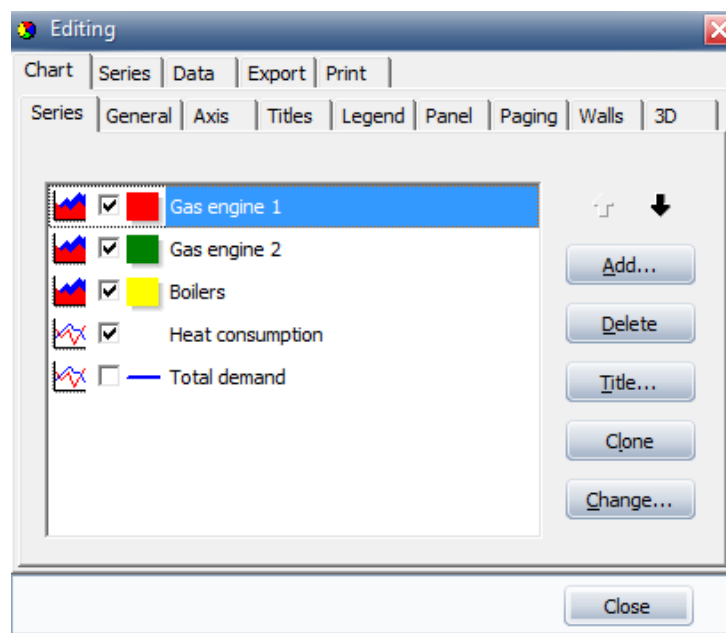 Editing
Chart Series Data Export Print
Series General Axis Titles Legend Panel Paging Walls 3D
Gas engine 1
Gas engine 2
Add...
Boilers
Delete
Heat consumption
Total demand
Title...
Clone
Change...
Close